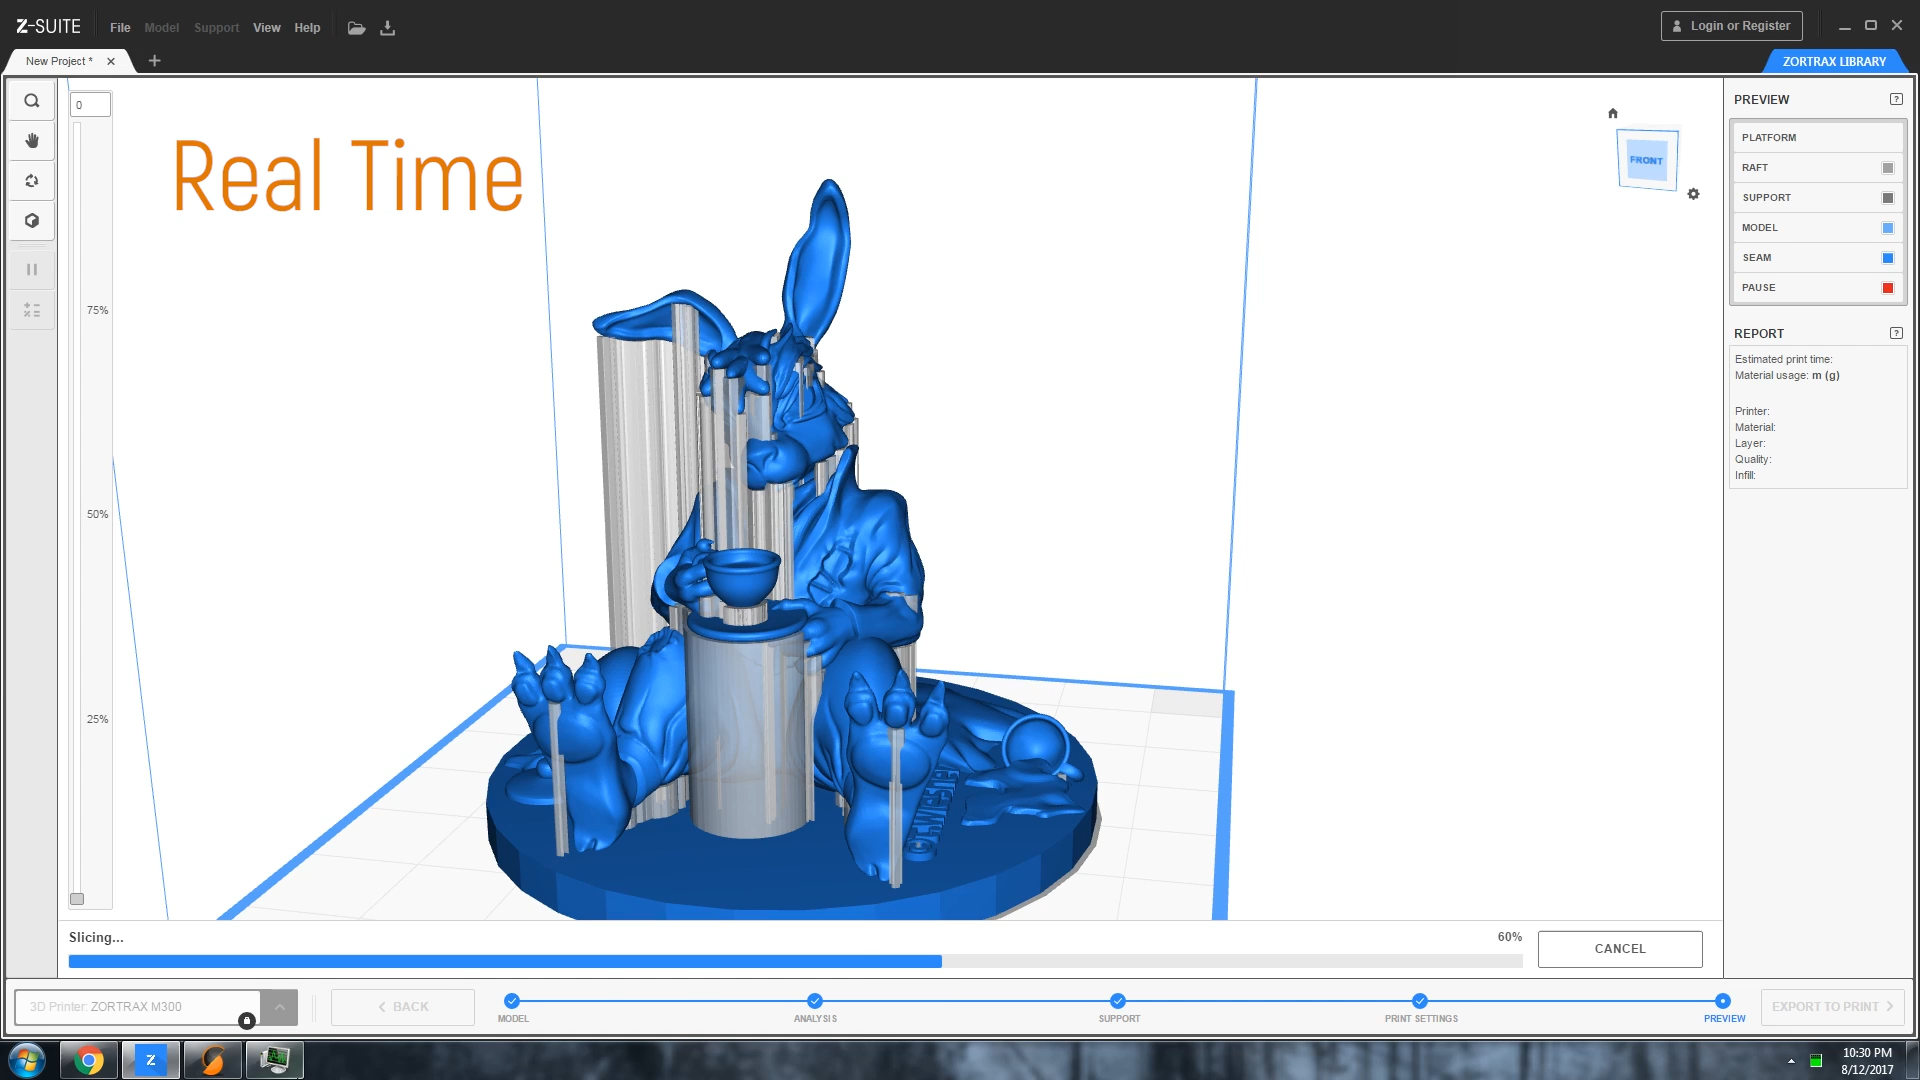 Z-SUITE File Model Support View Help Login or Register
New Project * ZORTRAX LIBRARY
0
75%
50%
25%
Real Time
FRONT
PREVIEW ?
PLATFORM
RAFT
SUPPORT
MODEL
SEAM
PAUSE
REPORT ?
Estimated print time:
Material usage: m (g)
Printer:
Material:
Layer:
Quality:
Infill:
Slicing... 60% CANCEL
3D Printer: ZORTRAX M300 BACK EXPORT TO PRINT
MODEL ANALYSIS SUPPORT PRINT SETTINGS PREVIEW
Z
10:30 PM
8/12/2017